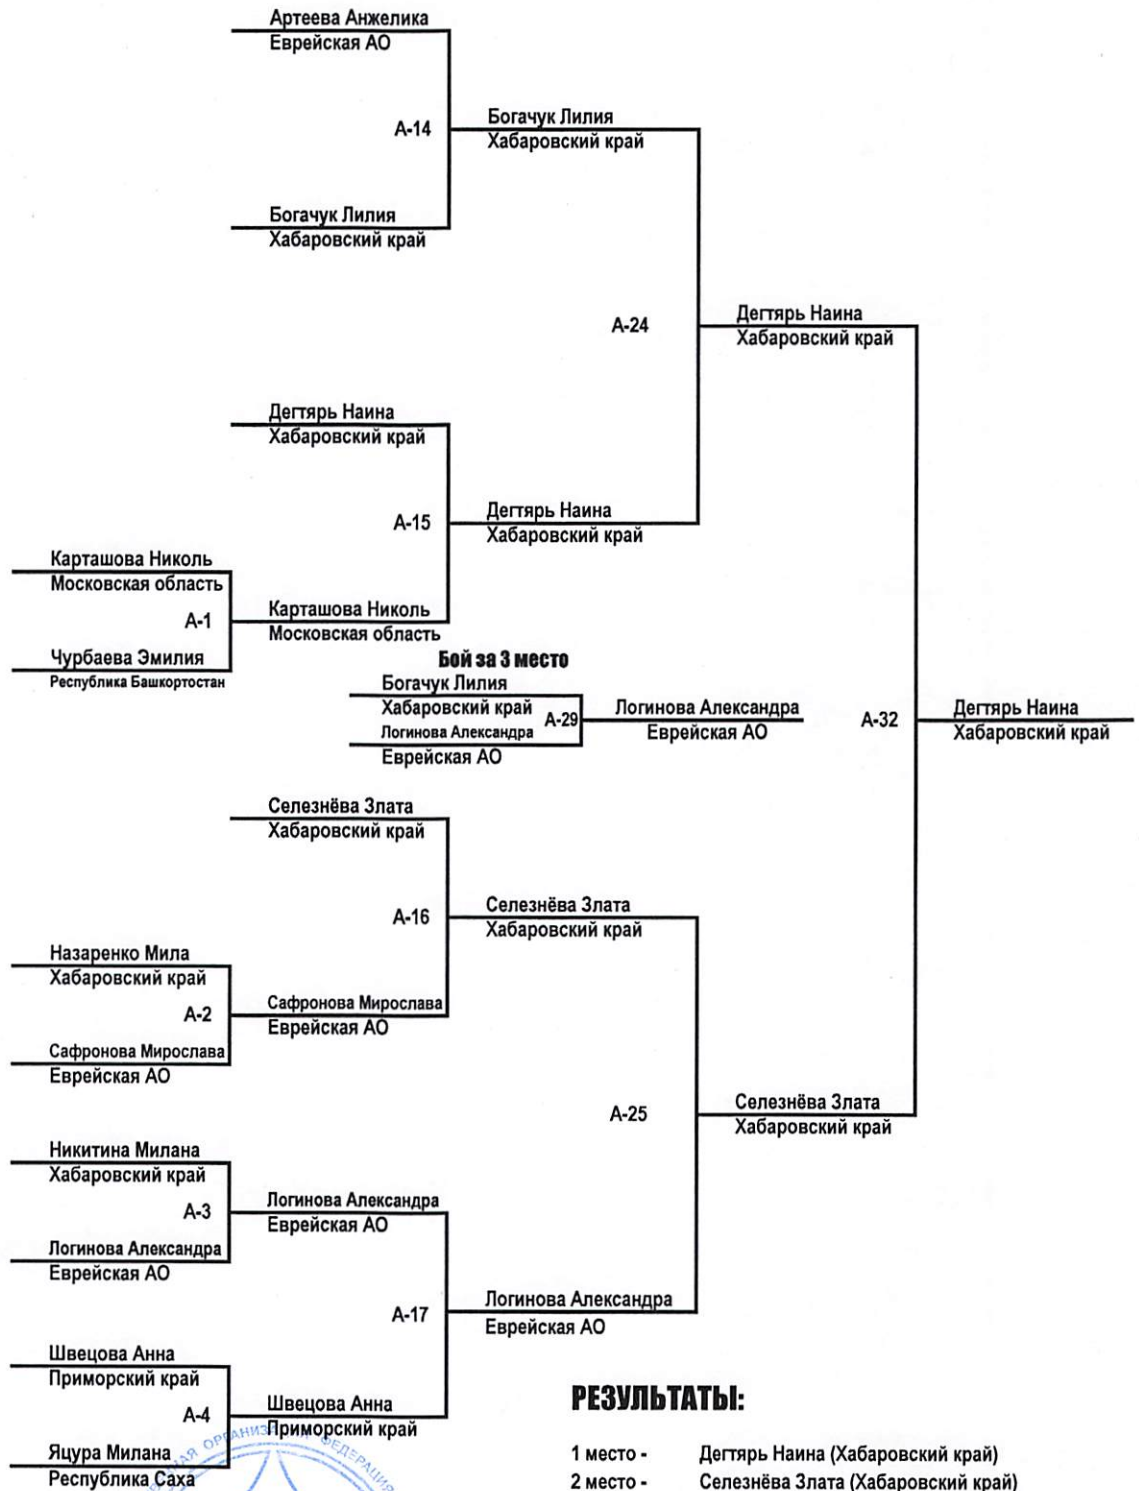 Артеева Анжелика
Еврейская АО
А-14
Богачук Лилия
Хабаровский край
Богачук Лилия
Хабаровский край
А-24
Дегтярь Наина
Хабаровский край
Дегтярь Наина
Хабаровский край
А-15
Дегтярь Наина
Хабаровский край
Карташова Николь
Московская область
А-1
Карташова Николь
Московская область
Чурбаева Эмилия
Республика Башкортостан
Бой за 3 место
Богачук Лилия
Хабаровский край
А-29
Логинова Александра
Еврейская АО
Логинова Александра
Еврейская АО
А-32
Дегтярь Наина
Хабаровский край
Селезнёва Злата
Хабаровский край
А-16
Селезнёва Злата
Хабаровский край
Назаренко Мила
Хабаровский край
А-2
Сафронова Мирослава
Еврейская АО
Сафронова Мирослава
Еврейская АО
А-25
Селезнёва Злата
Хабаровский край
Никитина Милана
Хабаровский край
А-3
Логинова Александра
Еврейская АО
Логинова Александра
Еврейская АО
А-17
Логинова Александра
Еврейская АО
Швецова Анна
Приморский край
А-4
Швецова Анна
Приморский край
Яцура Милана
Республика Саха
РЕЗУЛЬТАТЫ:
1 место - Дегтярь Наина (Хабаровский край)
2 место - Селезнёва Злата (Хабаровский край)